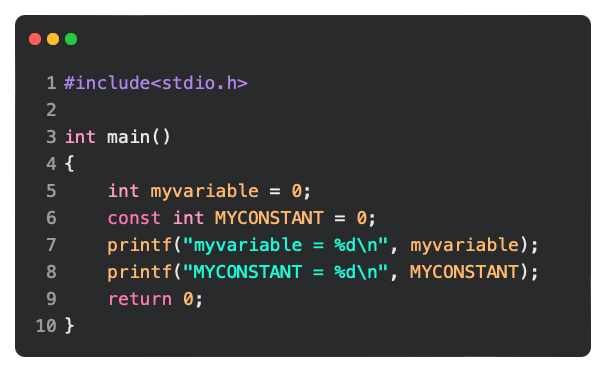 1 #include<stdio.h>
2
3 int main()
4 {
5     int myvariable = 0;
6     const int MYCONSTANT = 0;
7     printf("myvariable = %d\n", myvariable);
8     printf("MYCONSTANT = %d\n", MYCONSTANT);
9     return 0;
10 }